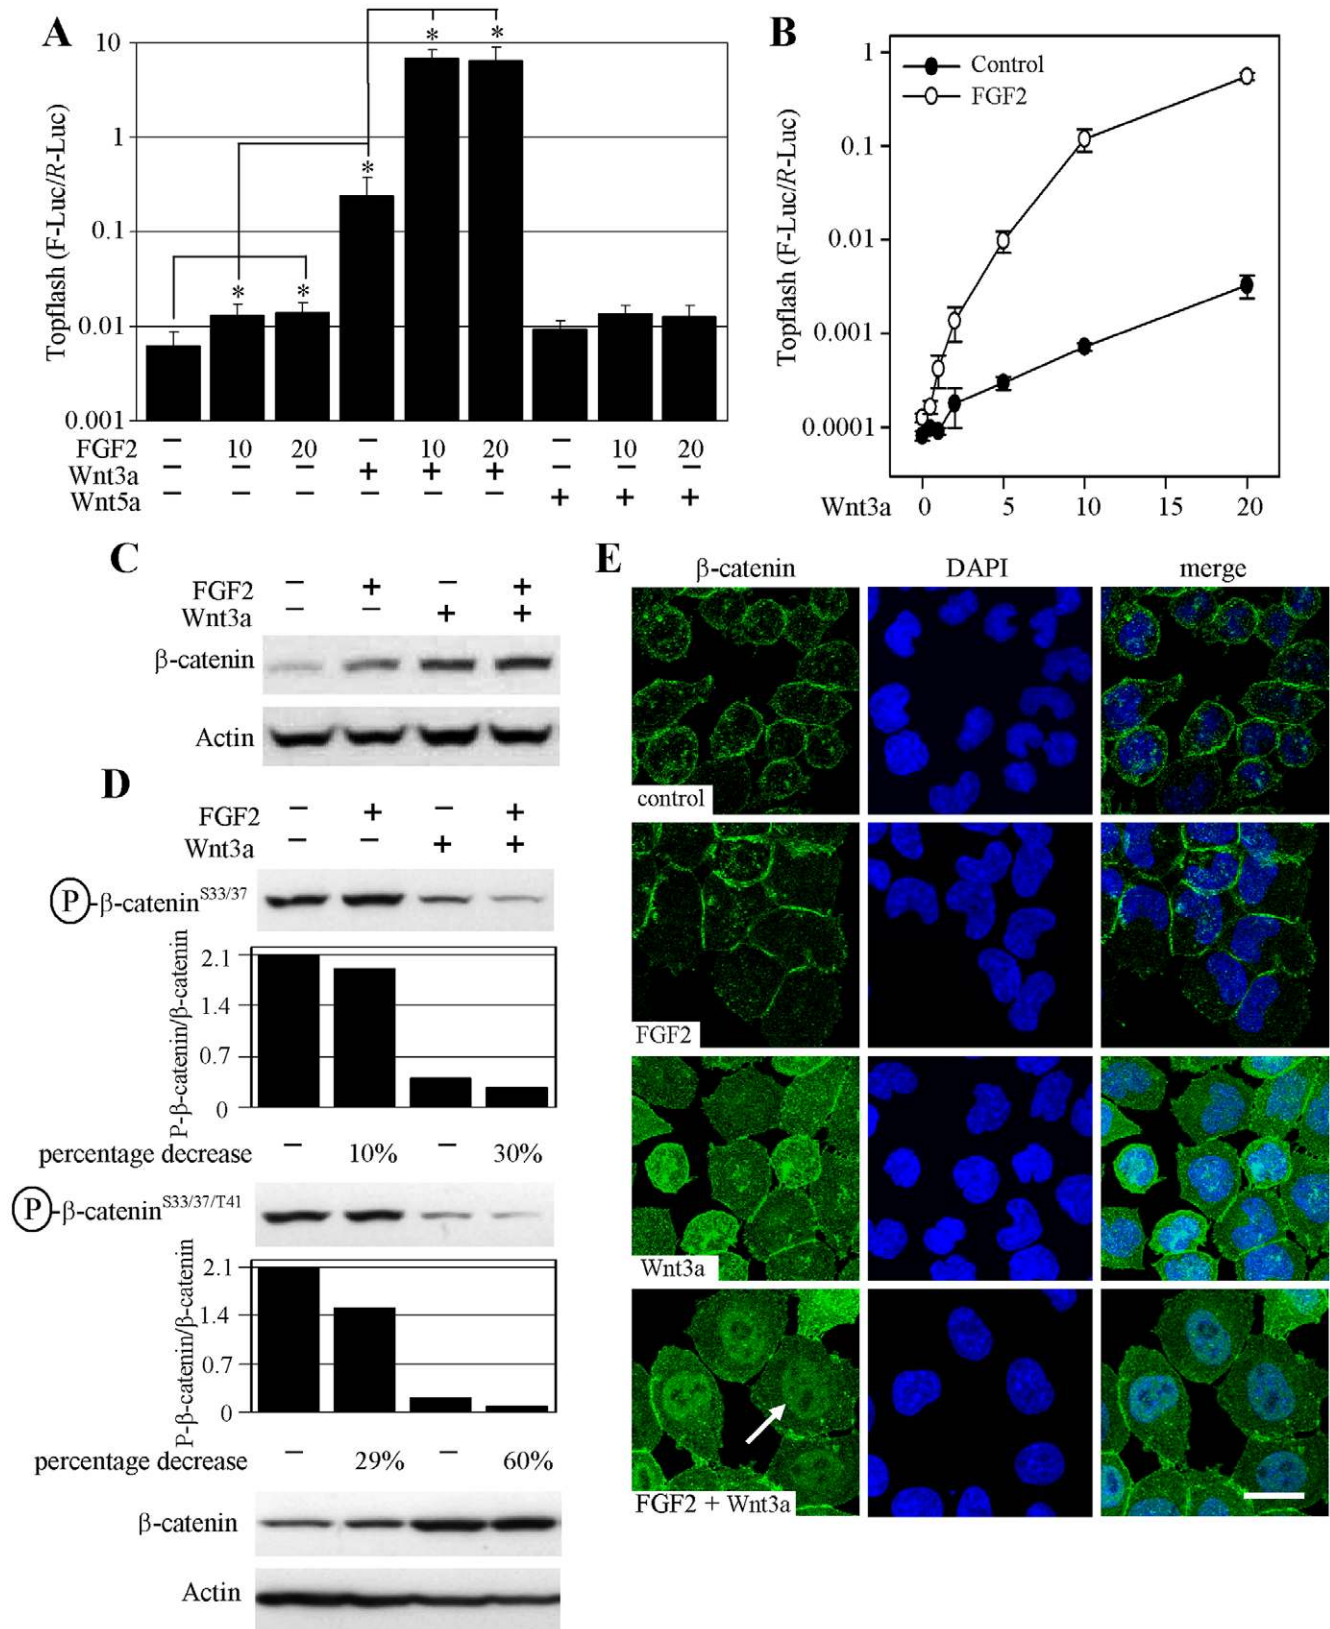 A
Topflash (F-Luc/R-Luc)
10
1
0.1
0.01
0.001
* * * * *
FGF2 – 10 20 – 10 20 – 10 20
Wnt3a – – – + + + – – –
Wnt5a – – – – – – + + +
B
Topflash (F-Luc/R-Luc)
1
0.1
0.01
0.001
0.0001
Control
FGF2
Wnt3a 0 5 10 15 20
C
FGF2 – + – +
Wnt3a – – + +
β-catenin
Actin
D
FGF2 – + – +
Wnt3a – – + +
P-β-catenin S33/37
P-β-catenin/β-catenin
2.1
1.4
0.7
0
percentage decrease – 10% – 30%
P-β-catenin S33/37/T41
P-β-catenin/β-catenin
2.1
1.4
0.7
0
percentage decrease – 29% – 60%
β-catenin
Actin
E
β-catenin DAPI merge
control
FGF2
Wnt3a
FGF2 + Wnt3a